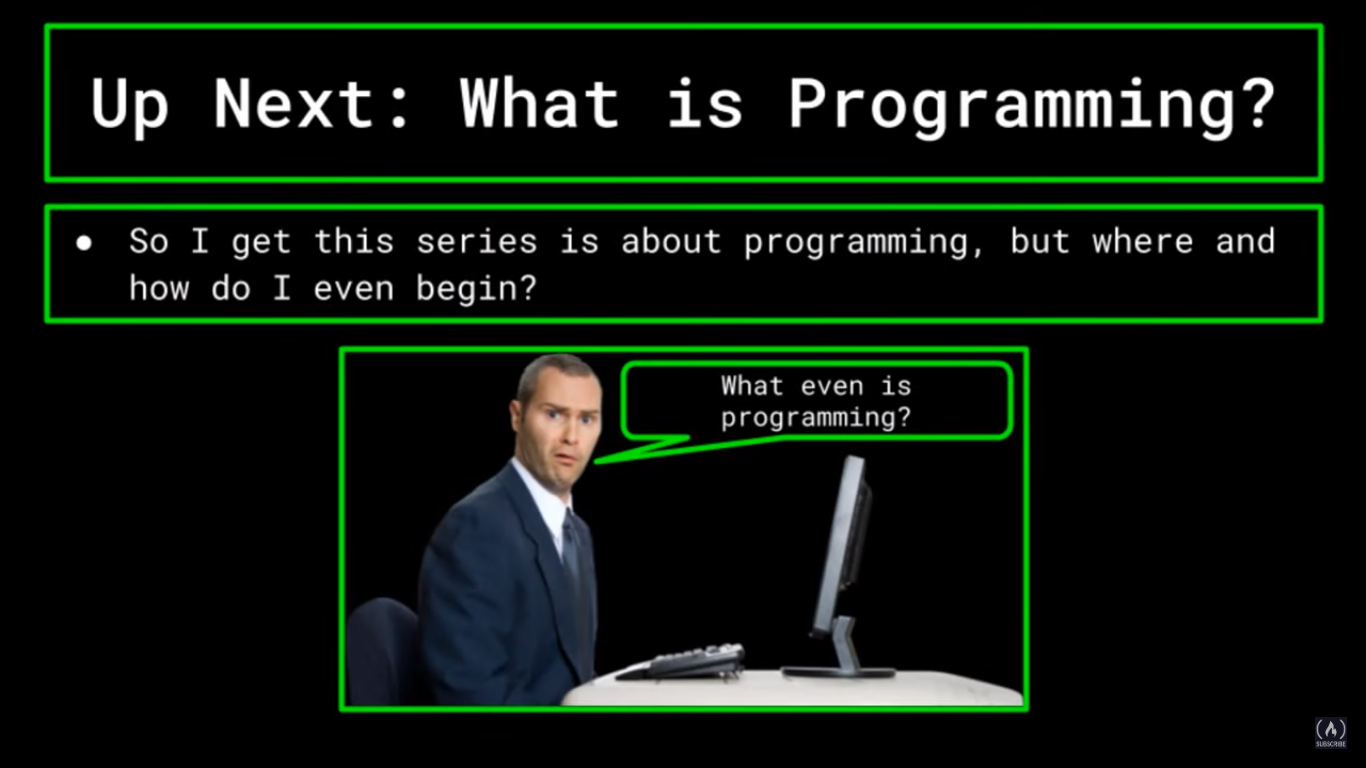 Up Next: What is Programming?
● So I get this series is about programming, but where and
how do I even begin?
What even is
programming?
SUBSCRIBE